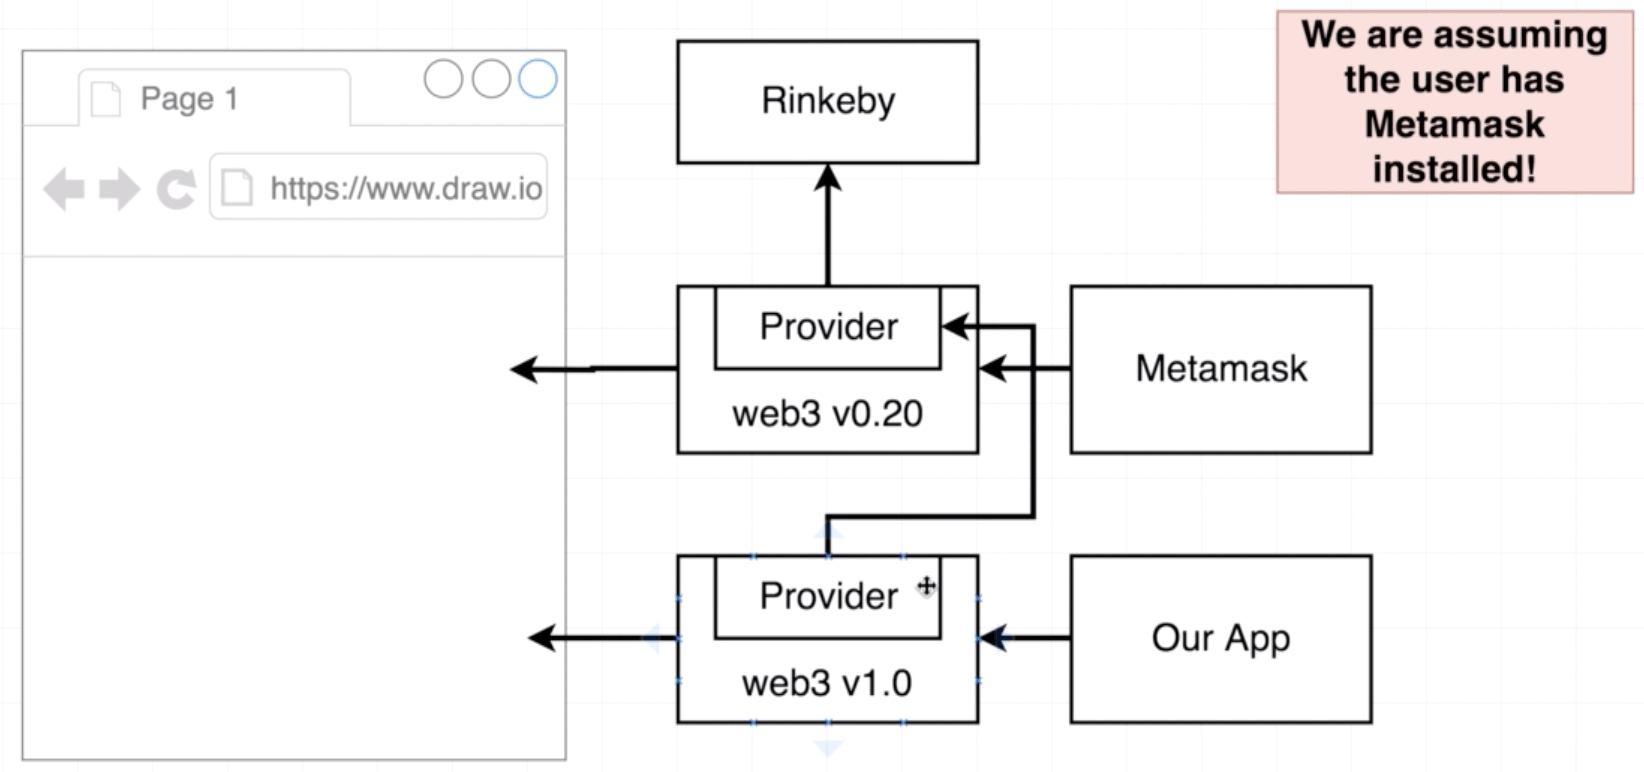 Page 1
https://www.draw.io
Rinkeby
We are assuming
the user has
Metamask
installed!
Provider
web3 v0.20
Metamask
Provider
web3 v1.0
Our App